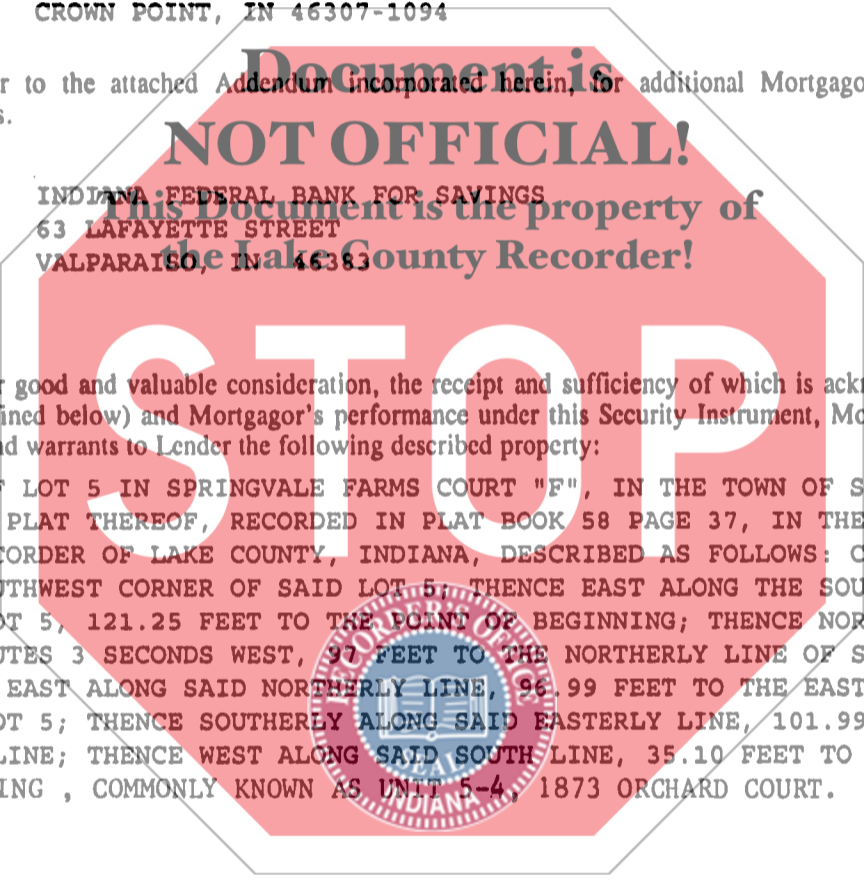 CROWN POINT, IN 46307-1094
Document is
r to the attached Addendum incorporated herein, for additional Mortgago
s.
NOT OFFICIAL!
INDIANA FEDERAL BANK FOR SAVINGS
This Document is the property of
63 LAFAYETTE STREET
the Lake County Recorder!
VALPARAISO, IN 46383
STOP
r good and valuable consideration, the receipt and sufficiency of which is ack
ined below) and Mortgagor's performance under this Security Instrument, Mo
nd warrants to Lender the following described property:
F LOT 5 IN SPRINGVALE FARMS COURT "F", IN THE TOWN OF S
PLAT THEREOF, RECORDED IN PLAT BOOK 58 PAGE 37, IN THE
CORDER OF LAKE COUNTY, INDIANA, DESCRIBED AS FOLLOWS: C
UTHWEST CORNER OF SAID LOT 5; THENCE EAST ALONG THE SOU
OT 5, 121.25 FEET TO THE POINT OF BEGINNING; THENCE NOR
UTES 3 SECONDS WEST, 97 FEET TO THE NORTHERLY LINE OF S
EAST ALONG SAID NORTHERLY LINE, 96.99 FEET TO THE EAST
OT 5; THENCE SOUTHERLY ALONG SAID EASTERLY LINE, 101.99
LINE; THENCE WEST ALONG SAID SOUTH LINE, 35.10 FEET TO
ING , COMMONLY KNOWN AS UNIT 5-4, 1873 ORCHARD COURT.
RECORDER'S OFFICE
SEAL
INDIANA